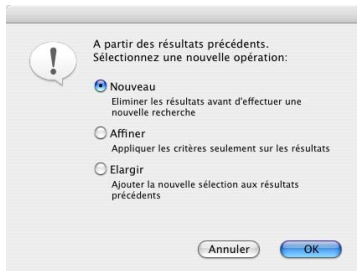 A partir des résultats précédents.
Sélectionnez une nouvelle opération:
Nouveau
Eliminer les résultats avant d'effectuer une
nouvelle recherche
Affiner
Appliquer les critères seulement sur les résultats
Elargir
Ajouter la nouvelle sélection aux résultats
précédents
Annuler
OK